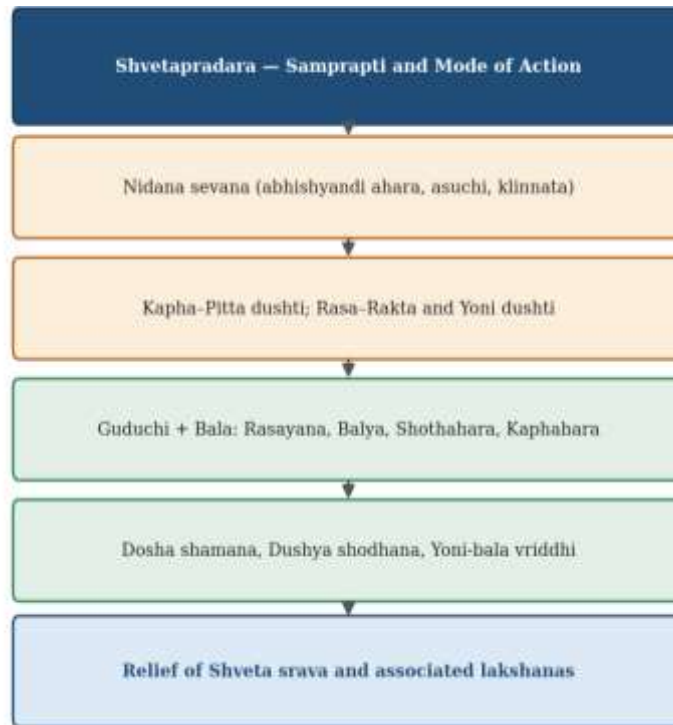 Shvetapradara — Samprapti and Mode of Action
Nidana sevana (abhishyandi ahara, asuchi, klinnata)
Kapha–Pitta dushti; Rasa–Rakta and Yoni dushti
Guduchi + Bala: Rasayana, Balya, Shothahara, Kaphahara
Dosha shamana, Dushya shodhana, Yoni-bala vriddhi
Relief of Shveta srava and associated lakshanas